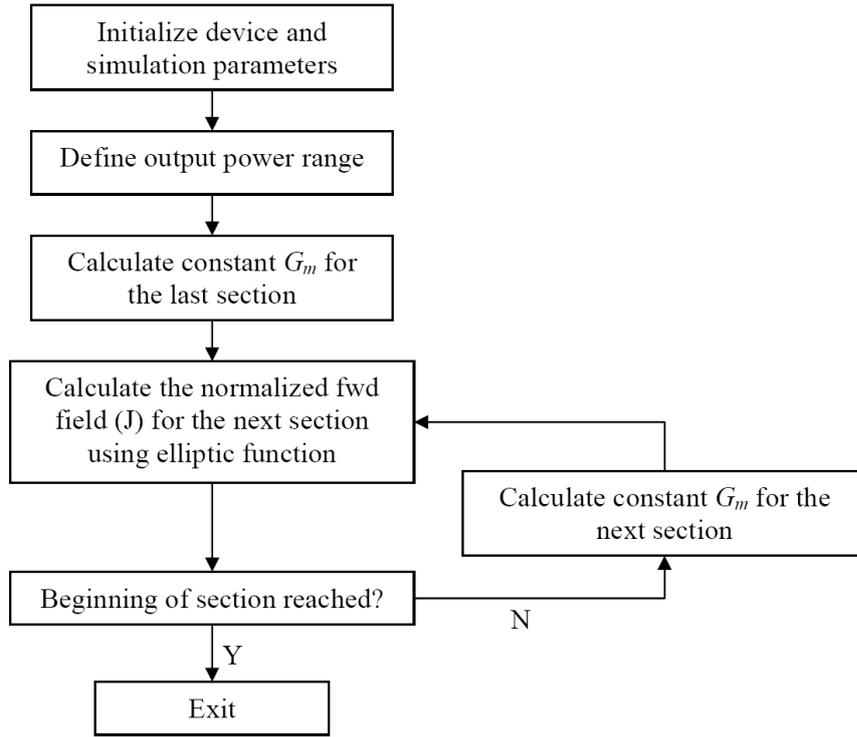 Initialize device and
simulation parameters
Define output power range
Calculate constant Gm for
the last section
Calculate the normalized fwd
field (J) for the next section
using elliptic function
Calculate constant Gm for the
next section
Beginning of section reached?
N
Y
Exit